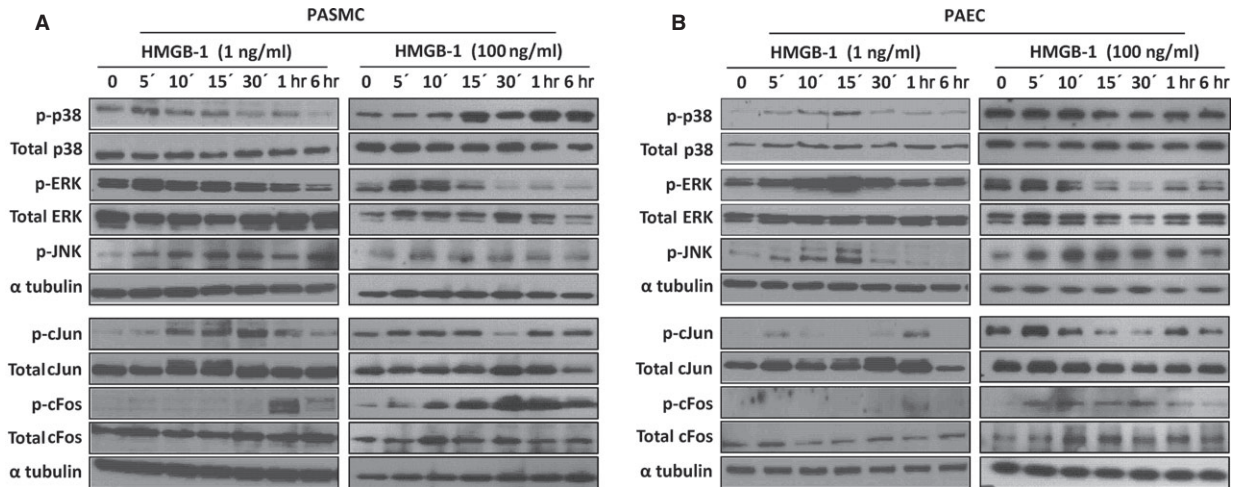 A
PASMC
HMGB-1 (1 ng/ml)
HMGB-1 (100 ng/ml)
0 5´ 10´ 15´ 30´ 1 hr 6 hr
0 5´ 10´ 15´ 30´ 1 hr 6 hr
p-p38
Total p38
p-ERK
Total ERK
p-JNK
α tubulin
p-cJun
Total cJun
p-cFos
Total cFos
α tubulin
B
PAEC
HMGB-1 (1 ng/ml)
HMGB-1 (100 ng/ml)
0 5´ 10´ 15´ 30´ 1 hr 6 hr
0 5´ 10´ 15´ 30´ 1 hr 6 hr
p-p38
Total p38
p-ERK
Total ERK
p-JNK
α tubulin
p-cJun
Total cJun
p-cFos
Total cFos
α tubulin